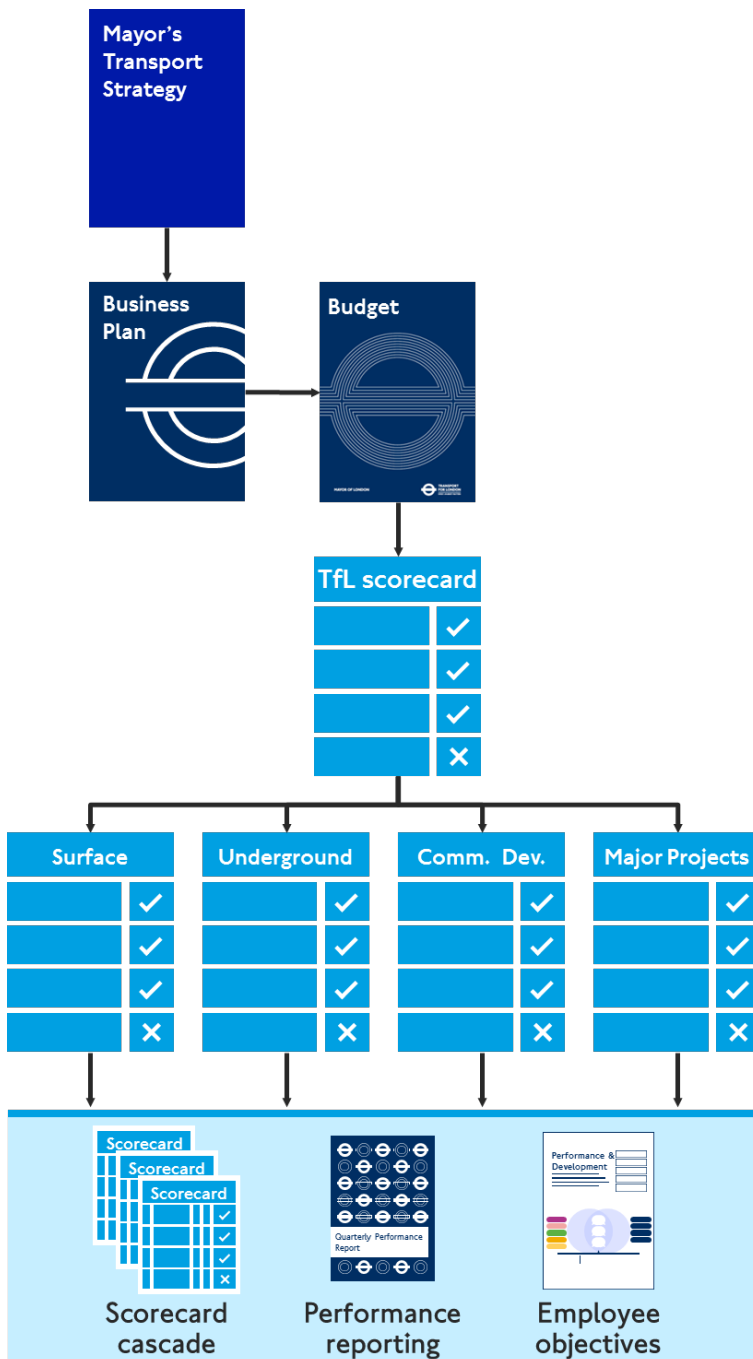 Mayor's
Transport
Strategy
Business
Plan
Budget
MAYOR OF LONDON
TRANSPORT
FOR LONDON
TfL scorecard
Surface
Underground
Comm. Dev.
Major Projects
Scorecard
Scorecard
Scorecard
Quarterly Performance
Report
Performance &
Development
Scorecard
cascade
Performance
reporting
Employee
objectives